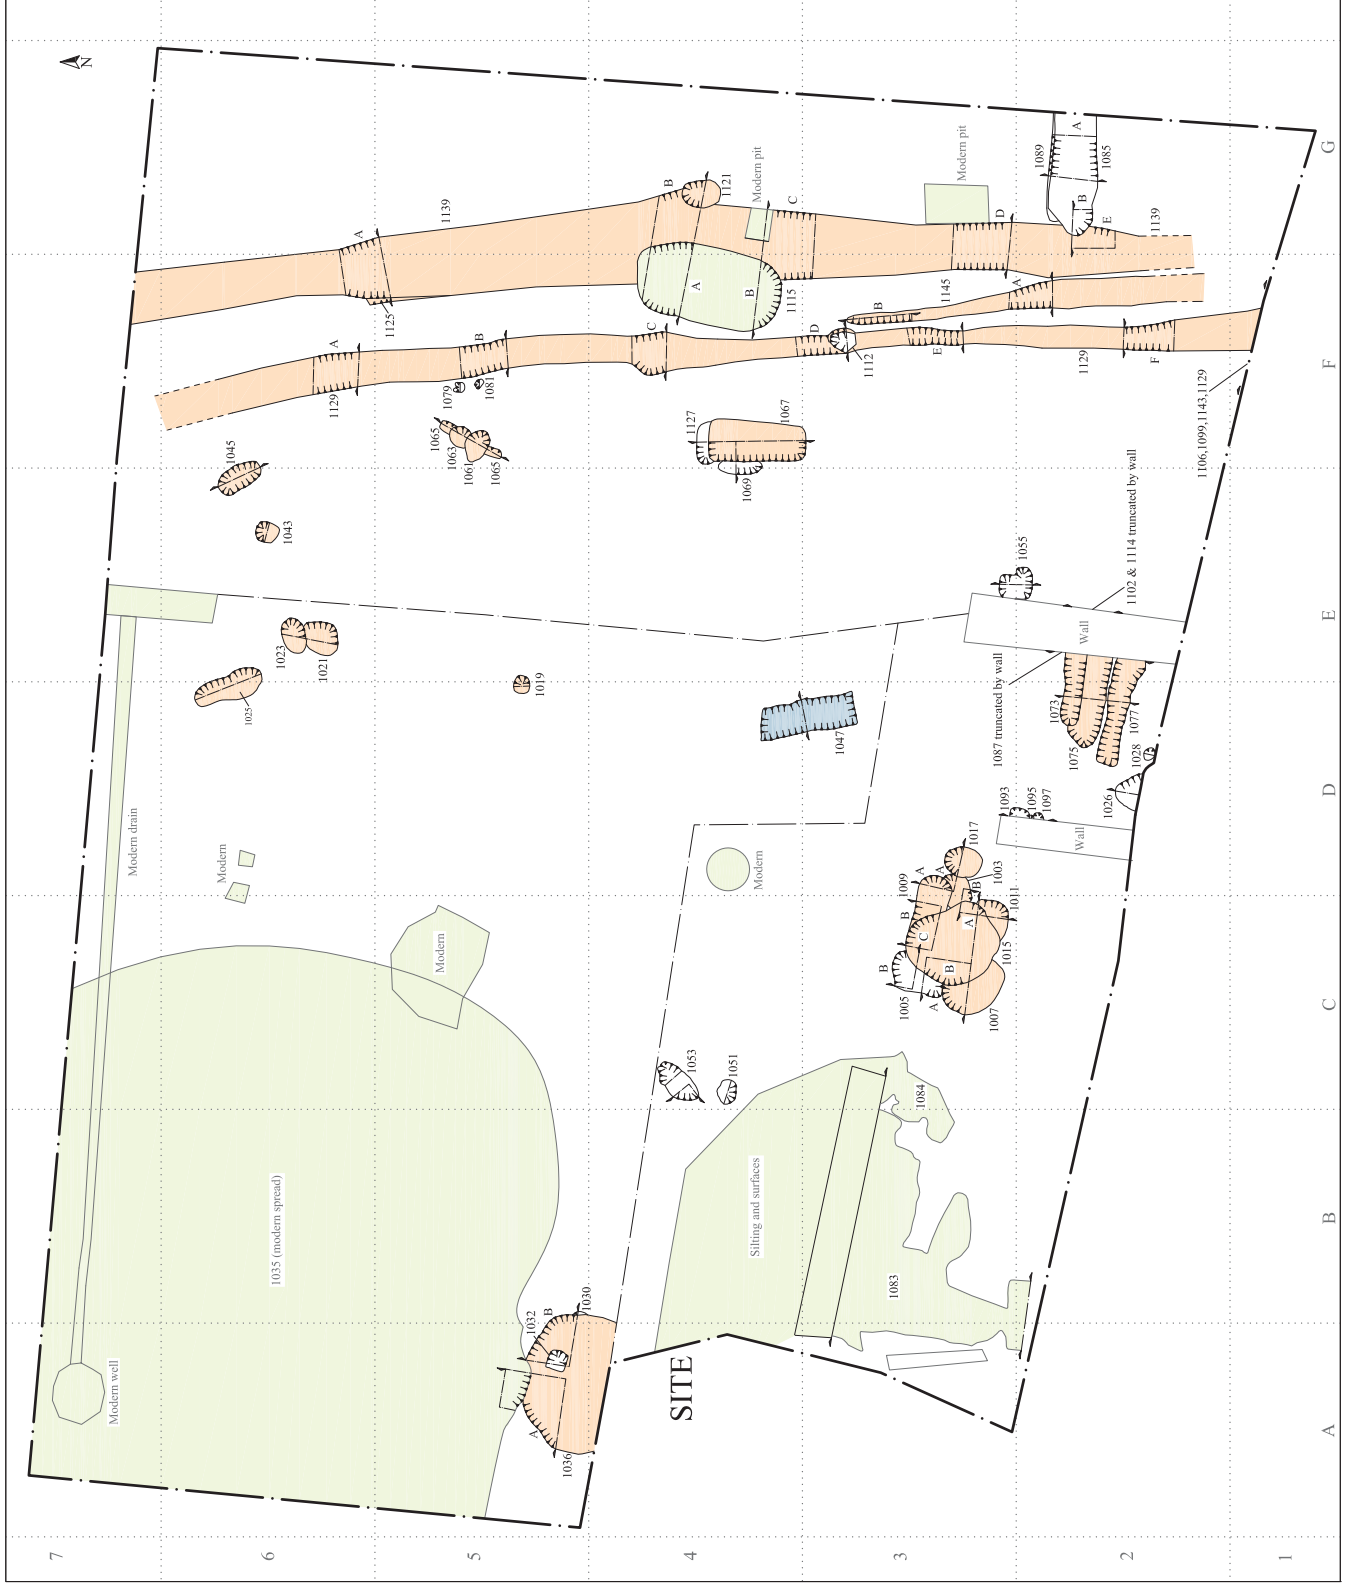 N
1139
A
B
1121
Modern pit
C
Modern pit
1089
A
1085
B
D
E
1139
1125
A
B
1115
1145
A
B
1129
A
B
C
D
1112
E
1129
F
1079
1081
1065
1063
1061
1065
1127
1067
1069
1106,1099,1143,1129
1045
1043
1055
1102 & 1114 truncated by wall
Wall
1087 truncated by wall
1023
1021
1025
1019
1047
1073
1075
1077
1028
1026
1093
1095
1097
Wall
Modern drain
Modern
Modern
Modern
1017
1003
1009
A
A
B
B
1011
A
C
B
1015
B
1005
A
1007
1053
1051
1084
Silting and surfaces
1083
1035 (modern spread)
1030
B
1032
A
1036
Modern well
SITE
7
6
5
4
3
2
1
A
B
C
D
E
F
G